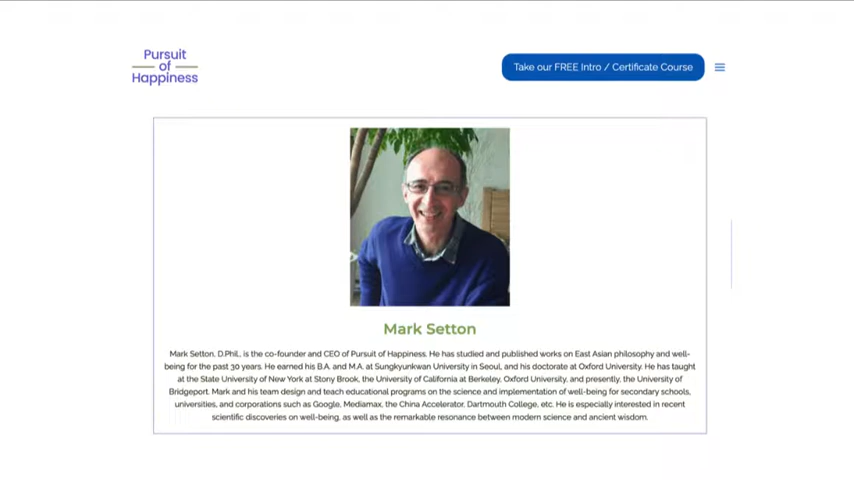 Pursuit
of
Happiness
Take our FREE Intro / Certificate Course
Mark Setton
Mark Setton, D.Phil., is the co-founder and CEO of Pursuit of Happiness. He has studied and published works on East Asian philosophy and well-
being for the past 30 years. He earned his B.A. and M.A. at Sungkyunkwan University in Seoul, and his doctorate at Oxford University. He has taught
at the State University of New York at Stony Brook, the University of California at Berkeley, Oxford University, and presently, the University of
Bridgeport. Mark and his team design and teach educational programs on the science and implementation of well-being for secondary schools,
universities, and corporations such as Google, Mediamax, the China Accelerator, Dartmouth College, etc. He is especially interested in recent
scientific discoveries on well-being, as well as the remarkable resonance between modern science and ancient wisdom.